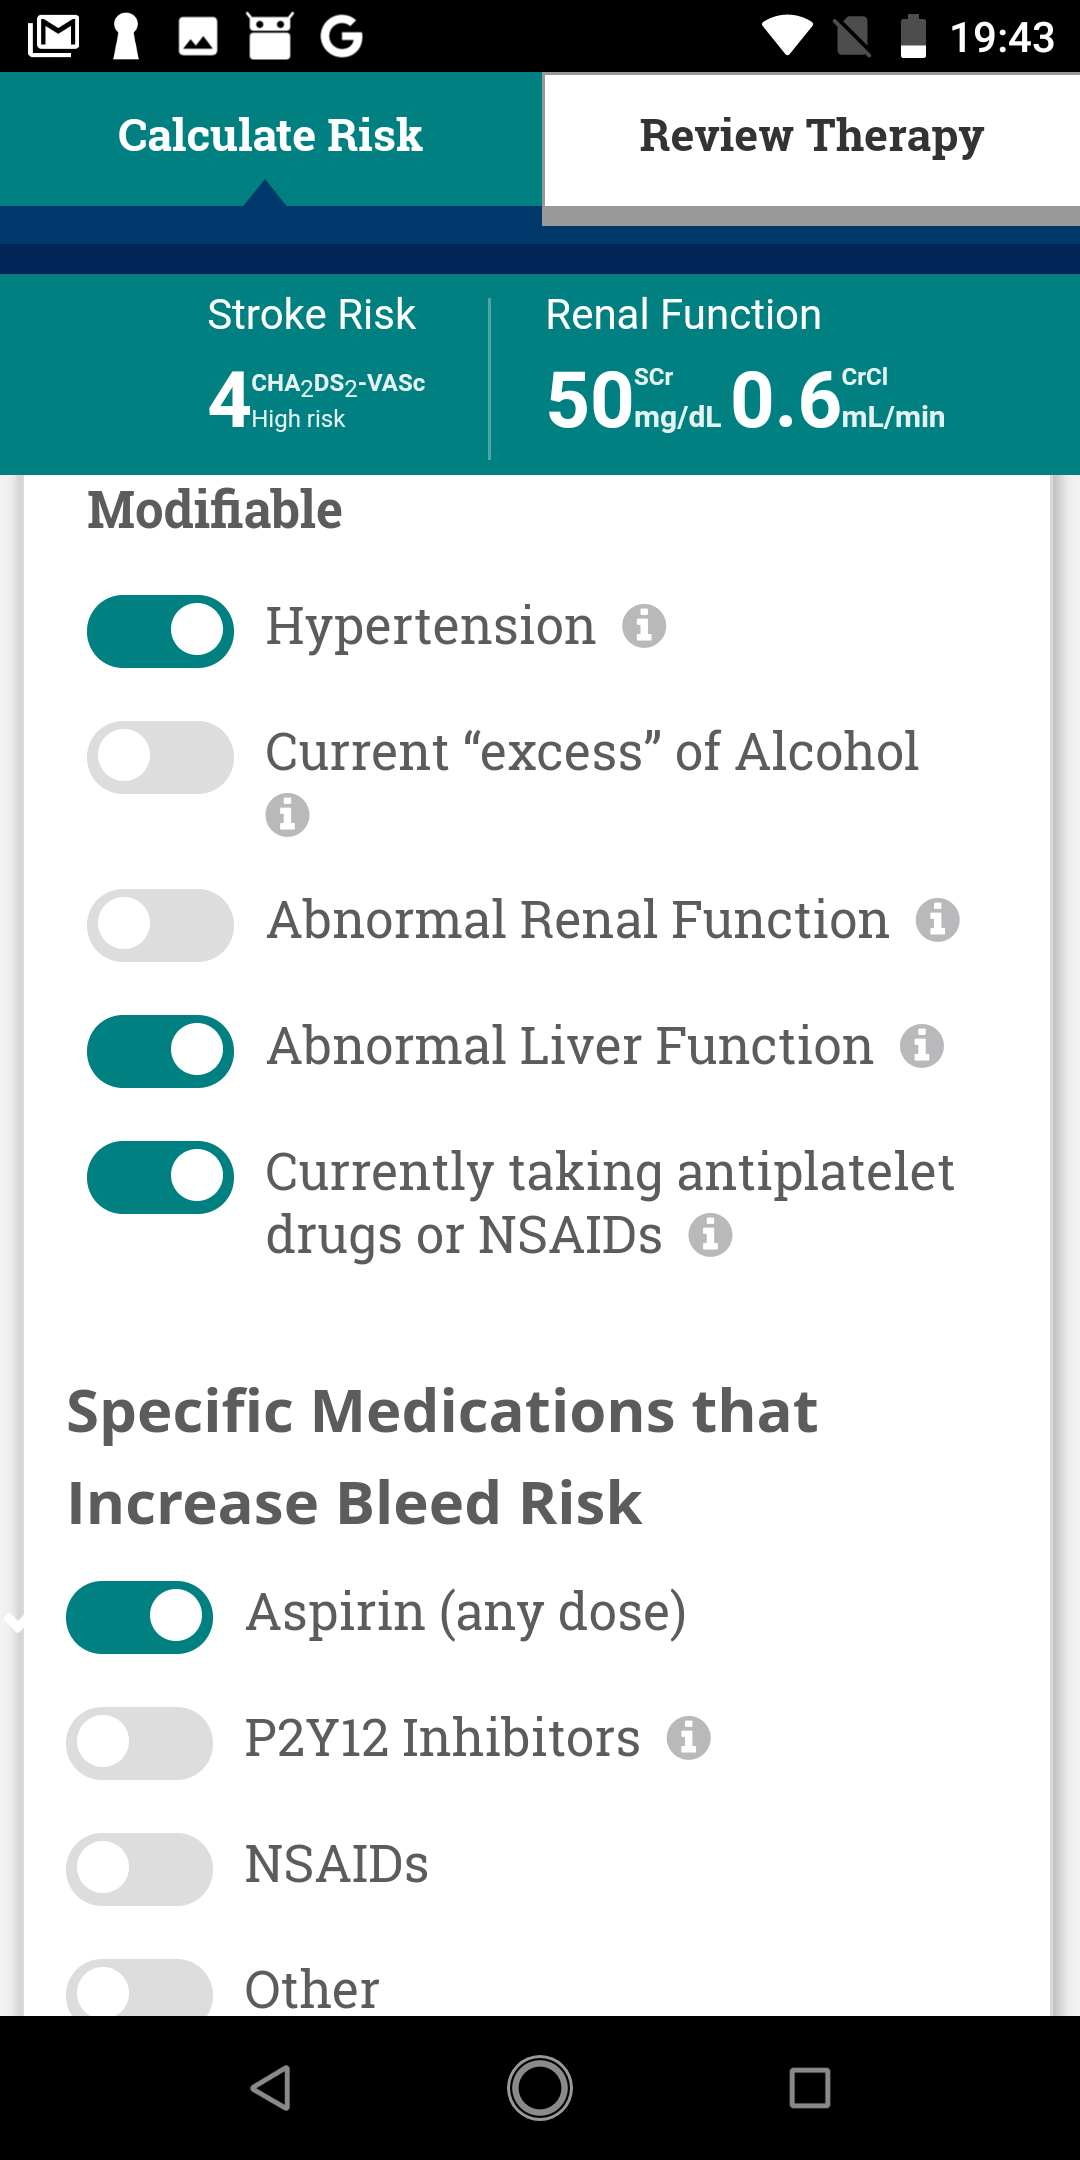 19:43
Calculate Risk
Review Therapy
Stroke Risk
4 CHA2DS2-VASc
High risk
Renal Function
50 SCr
mg/dL
0.6 CrCl
mL/min
Modifiable
Hypertension
Current “excess” of Alcohol
Abnormal Renal Function
Abnormal Liver Function
Currently taking antiplatelet
drugs or NSAIDs
Specific Medications that
Increase Bleed Risk
Aspirin (any dose)
P2Y12 Inhibitors
NSAIDs
Other